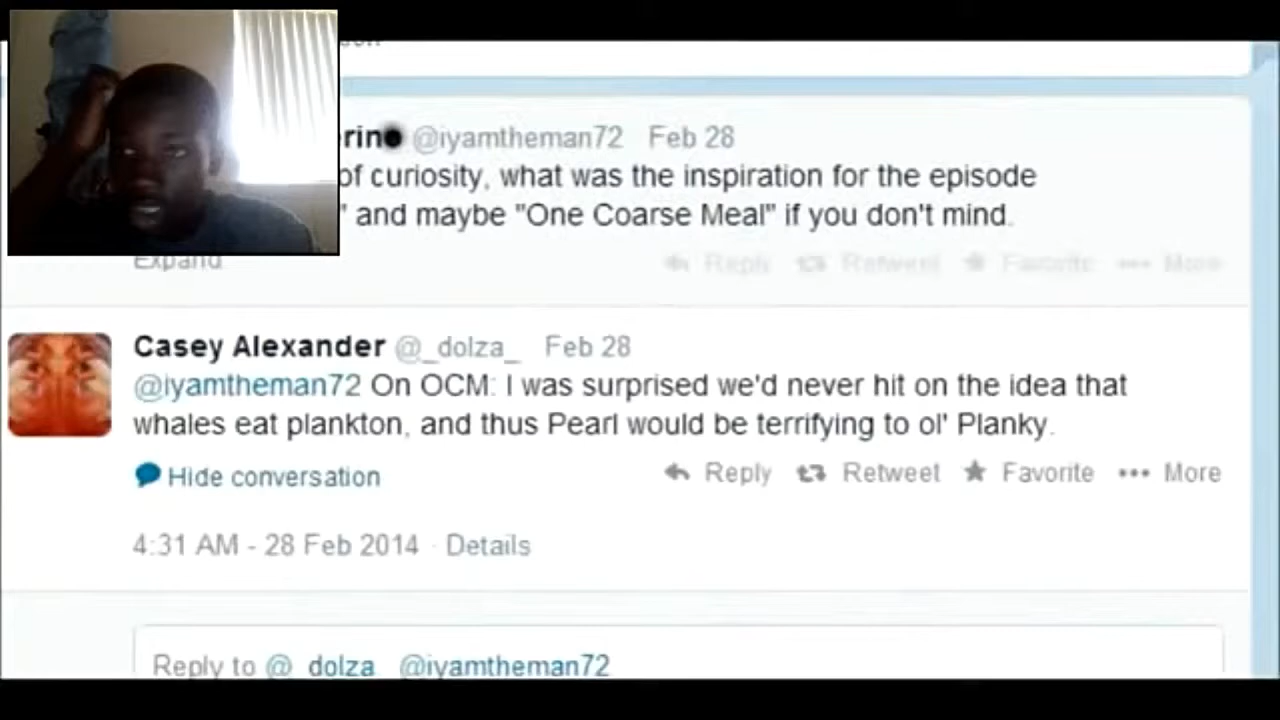 @iyamtheman72 Feb 28
of curiosity, what was the inspiration for the episode
" and maybe "One Coarse Meal" if you don't mind.
Expand Reply Retweet Favorite More
Casey Alexander @_dolza_ Feb 28
@iyamtheman72 On OCM: I was surprised we'd never hit on the idea that
whales eat plankton, and thus Pearl would be terrifying to ol' Planky.
Hide conversation Reply Retweet Favorite More
4:31 AM - 28 Feb 2014 · Details
Reply to @_dolza_ @iyamtheman72